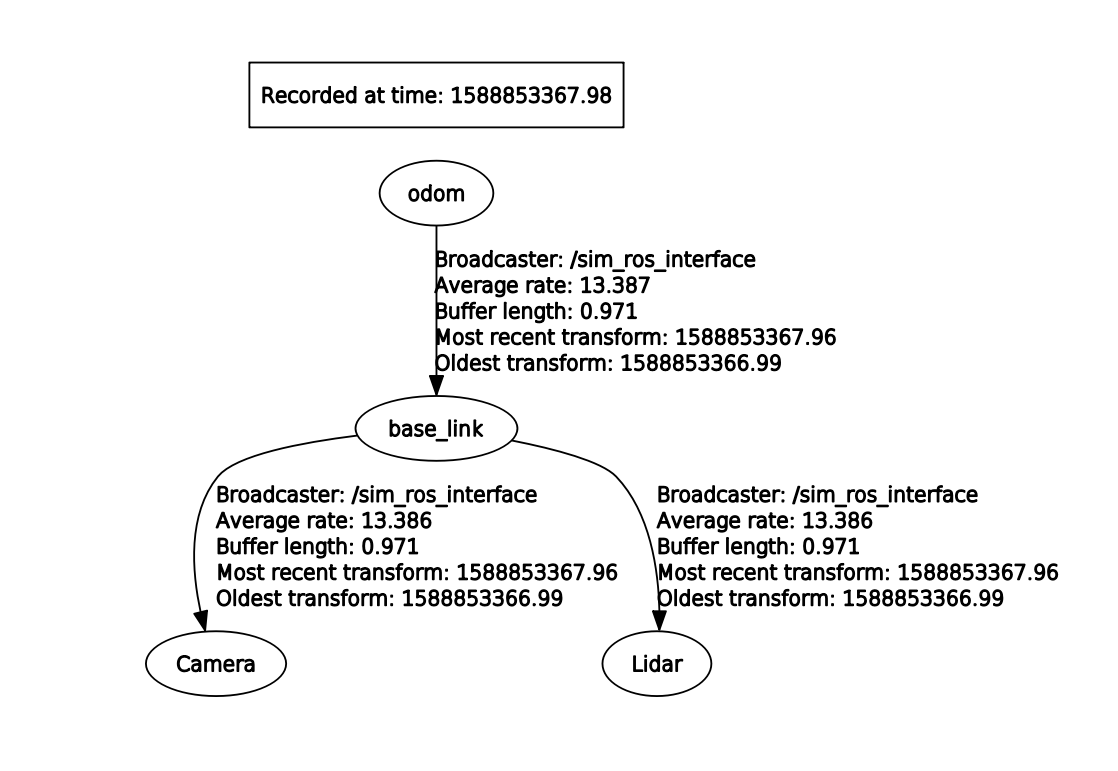 Recorded at time: 1588853367.98
odom
Broadcaster: /sim_ros_interface
Average rate: 13.387
Buffer length: 0.971
Most recent transform: 1588853367.96
Oldest transform: 1588853366.99
base_link
Broadcaster: /sim_ros_interface
Average rate: 13.386
Buffer length: 0.971
Most recent transform: 1588853367.96
Oldest transform: 1588853366.99
Broadcaster: /sim_ros_interface
Average rate: 13.386
Buffer length: 0.971
Most recent transform: 1588853367.96
Oldest transform: 1588853366.99
Camera
Lidar